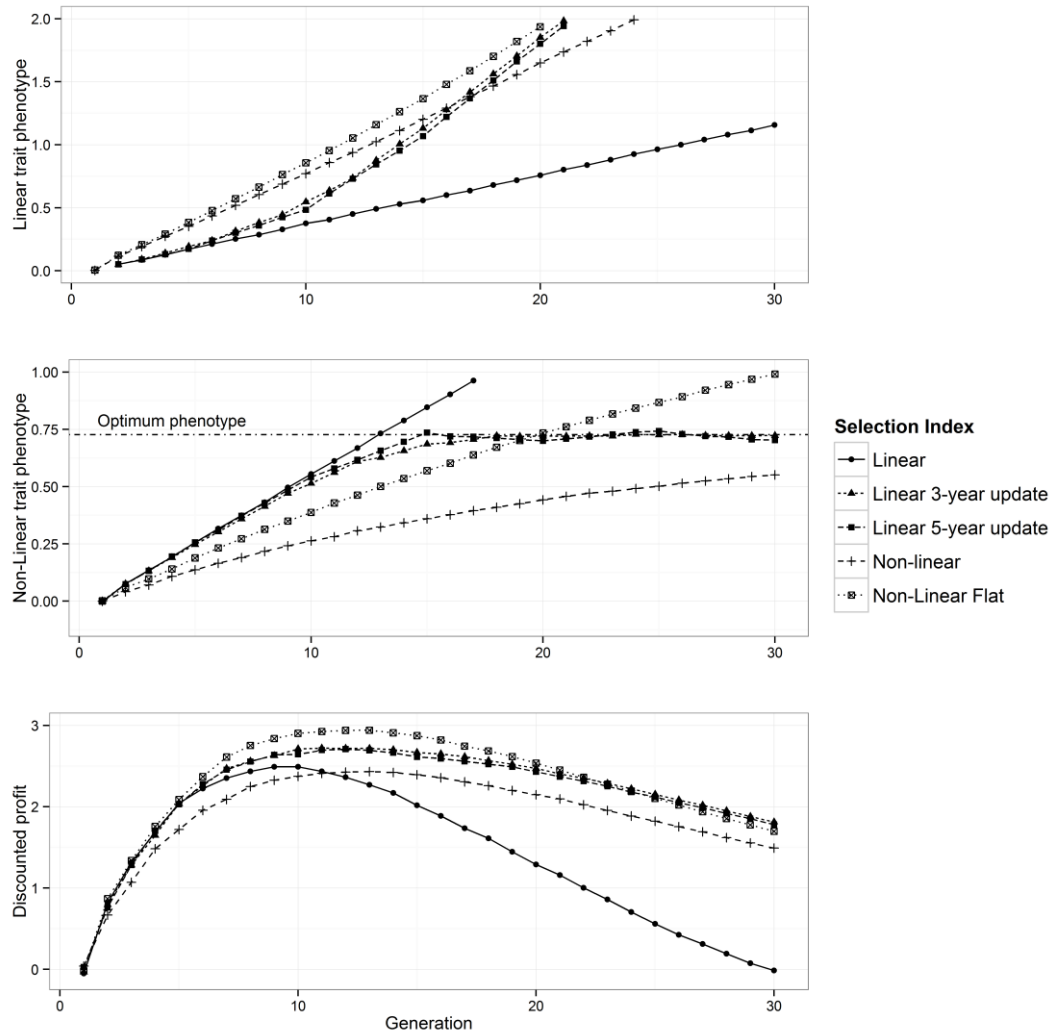 Linear trait phenotype
2.0
1.5
1.0
0.5
0.0
0
10
20
30
Non-Linear trait phenotype
1.00
0.75
0.50
0.25
0.00
Optimum phenotype
0
10
20
30
Selection Index
Linear
Linear 3-year update
Linear 5-year update
Non-linear
Non-Linear Flat
Discounted profit
3
2
1
0
0
10
20
30
Generation